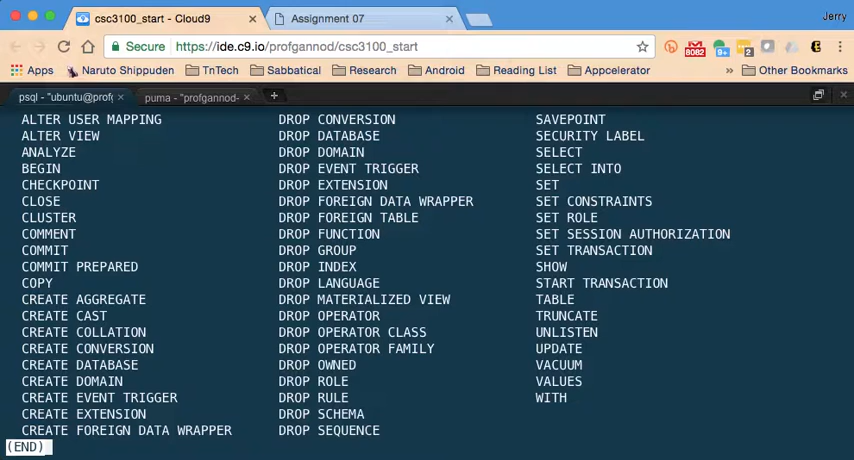 csc3100_start - Cloud9
Assignment 07
Jerry
Secure https://ide.c9.io/profgannod/csc3100_start
8082 9+ 2
Apps Naruto Shippuden TnTech Sabbatical Research Android Reading List Appcelerator » Other Bookmarks
psql - "ubuntu@prof puma - "profgannod-
ALTER USER MAPPING DROP CONVERSION SAVEPOINT
ALTER VIEW DROP DATABASE SECURITY LABEL
ANALYZE DROP DOMAIN SELECT
BEGIN DROP EVENT TRIGGER SELECT INTO
CHECKPOINT DROP EXTENSION SET
CLOSE DROP FOREIGN DATA WRAPPER SET CONSTRAINTS
CLUSTER DROP FOREIGN TABLE SET ROLE
COMMENT DROP FUNCTION SET SESSION AUTHORIZATION
COMMIT DROP GROUP SET TRANSACTION
COMMIT PREPARED DROP INDEX SHOW
COPY DROP LANGUAGE START TRANSACTION
CREATE AGGREGATE DROP MATERIALIZED VIEW TABLE
CREATE CAST DROP OPERATOR TRUNCATE
CREATE COLLATION DROP OPERATOR CLASS UNLISTEN
CREATE CONVERSION DROP OPERATOR FAMILY UPDATE
CREATE DATABASE DROP OWNED VACUUM
CREATE DOMAIN DROP ROLE VALUES
CREATE EVENT TRIGGER DROP RULE WITH
CREATE EXTENSION DROP SCHEMA
CREATE FOREIGN DATA WRAPPER DROP SEQUENCE
(END)